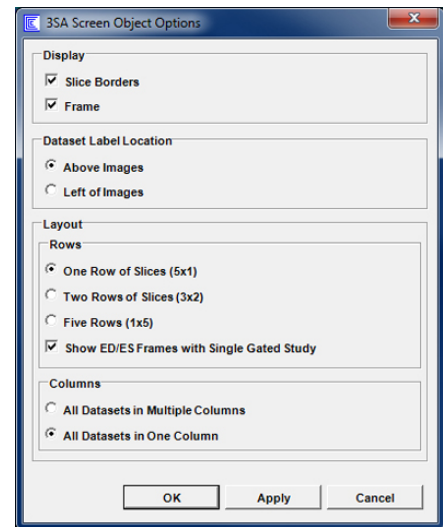 3SA Screen Object Options
Display
Slice Borders
Frame
Dataset Label Location
Above Images
Left of Images
Layout
Rows
One Row of Slices (5x1)
Two Rows of Slices (3x2)
Five Rows (1x5)
Show ED/ES Frames with Single Gated Study
Columns
All Datasets in Multiple Columns
All Datasets in One Column
OK Apply Cancel